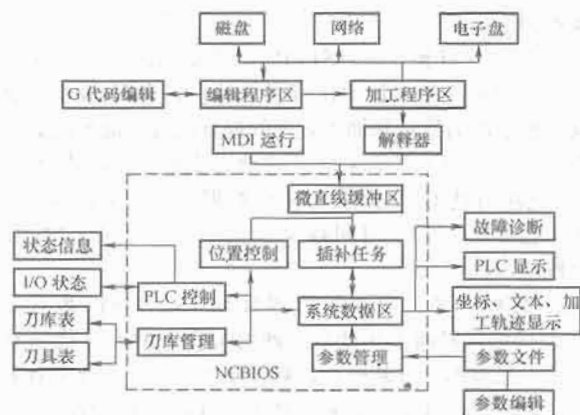 磁盘
网络
电子盘
G 代码编辑
编辑程序区
加工程序区
MDI 运行
解释器
微直线缓冲区
状态信息
位置控制
插补任务
故障诊断
I/O 状态
PLC 控制
系统数据区
PLC 显示
刀库表
坐标、文本、加
工轨迹显示
刀具表
刀库管理
参数管理
参数文件
NCBIOS
参数编辑